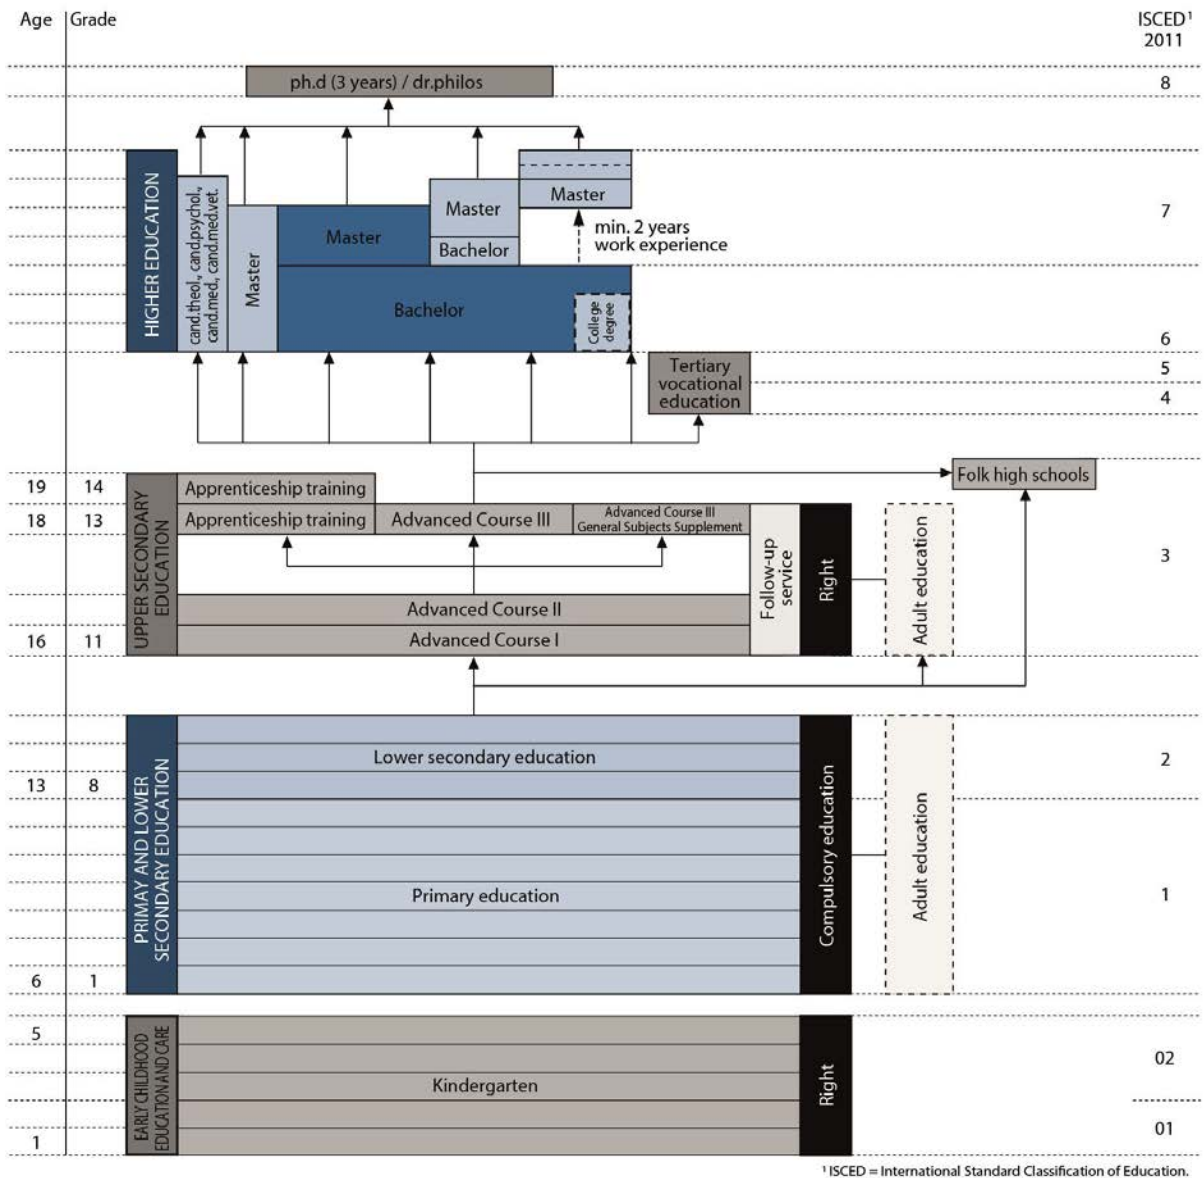 Age Grade
ISCED¹
2011
ph.d (3 years) / dr.philos
8
HIGHER EDUCATION
cand.theol., cand.psychol.,
cand.med., cand.med.vet.
Master
Master
Bachelor
Master
Bachelor
Master
min. 2 years
work experience
College
degree
7
6
Tertiary
vocational
education
5
4
Folk high schools
UPPER SECONDARY
EDUCATION
19 14
Apprenticeship training
18 13
Apprenticeship training
Advanced Course III
Advanced Course III
General Subjects Supplement
Advanced Course II
16 11
Advanced Course I
Follow-up
service
Right
Adult education
3
PRIMAY AND LOWER
SECONDARY EDUCATION
Lower secondary education
2
13 8
Primary education
1
6 1
Compulsory education
Adult education
EARLY CHILDHOOD
EDUCATION AND CARE
5
Kindergarten
1
Right
02
01
¹ ISCED = International Standard Classification of Education.